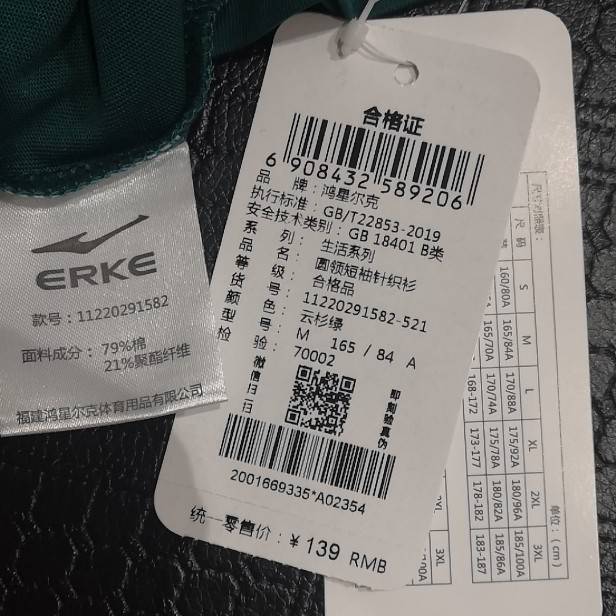 ERKE
款号：11220291582
面料成分：79%棉
21%聚酯纤维
福建鸿星尔克体育用品有限公司
合格证
6 908432 589206
品 牌：鸿星尔克
执行标准：GB/T22853-2019
安全技术类别：GB 18401 B类
系 列：生活系列
品 名：圆领短袖针织衫
等 级：合格品
货 号：11220291582-521
颜 色：云杉绿
型 号：M 165 / 84 A
检 验：70002
微信扫一扫
即刻验真伪
2001669335*A02354
统一零售价：￥139 RMB
单位：(cm)
尺 码
S
M
L
XL
2XL
3XL
160/80A
165/84A
170/88A
175/92A
180/96A
185/100A
165/70A
170/74A
175/78A
180/82A
185/86A
168-172
173-177
178-182
183-187